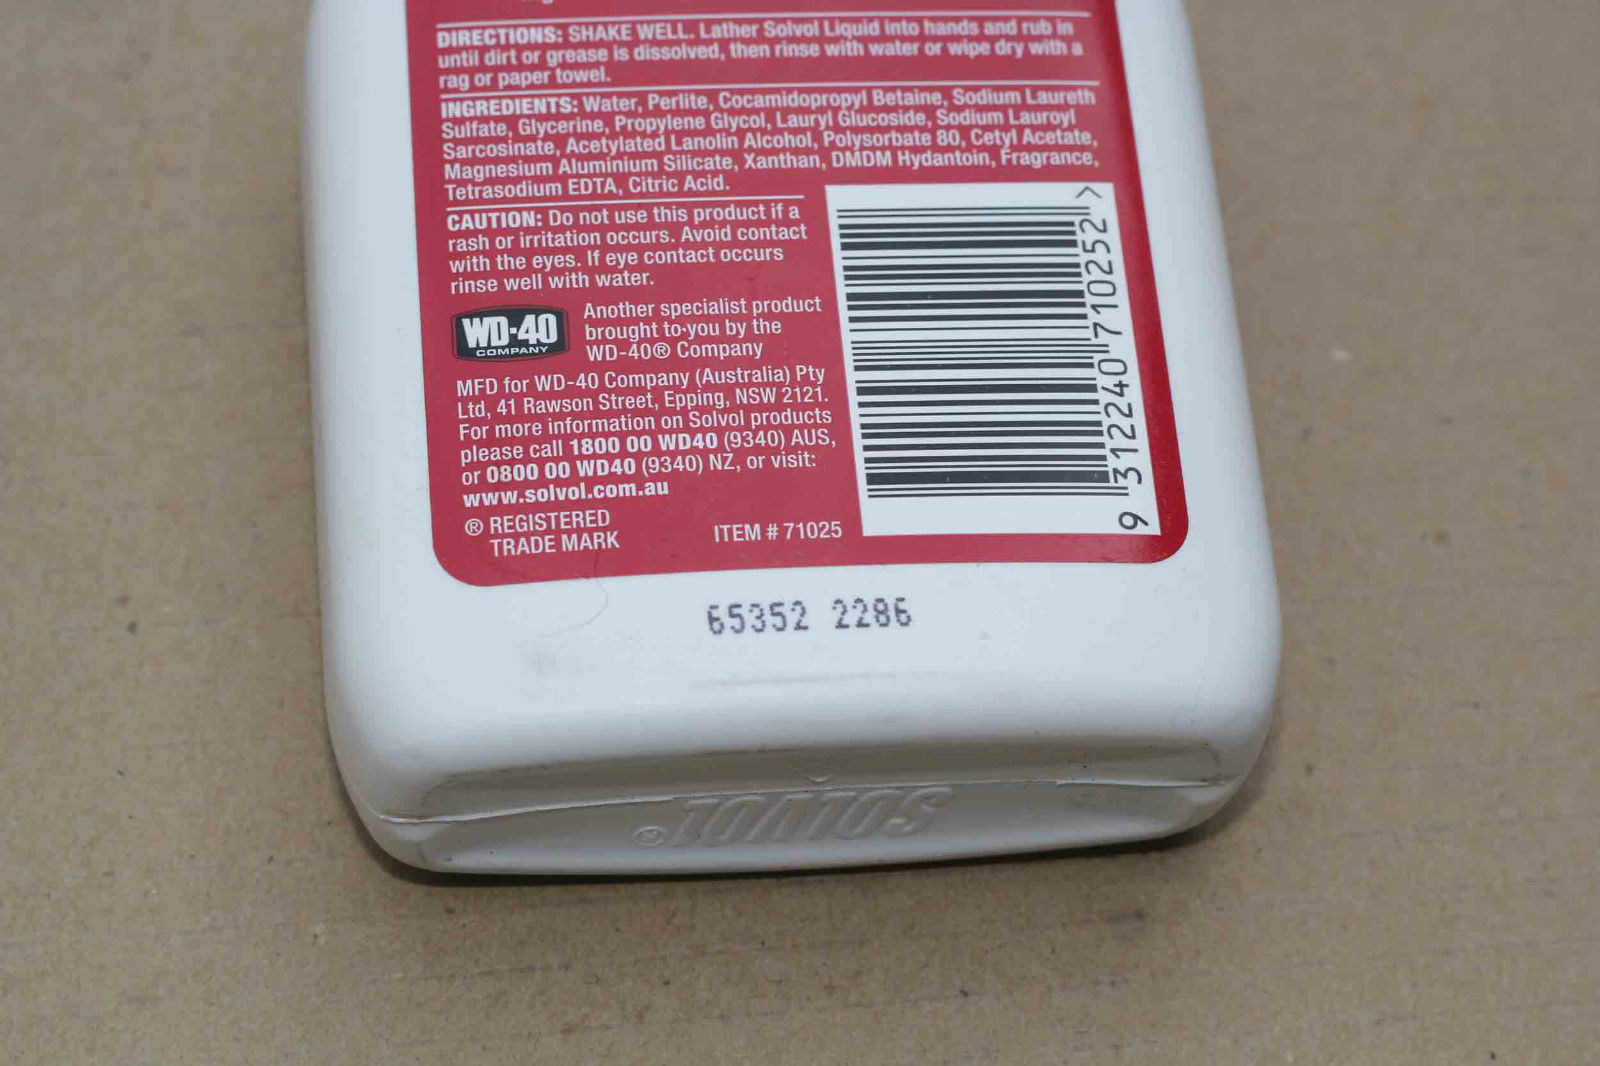 DIRECTIONS: SHAKE WELL. Lather Solvol Liquid into hands and rub in
until dirt or grease is dissolved, then rinse with water or wipe dry with a
rag or paper towel.
INGREDIENTS: Water, Perlite, Cocamidopropyl Betaine, Sodium Laureth
Sulfate, Glycerine, Propylene Glycol, Lauryl Glucoside, Sodium Lauroyl
Sarcosinate, Acetylated Lanolin Alcohol, Polysorbate 80, Cetyl Acetate,
Magnesium Aluminium Silicate, Xanthan, DMDM Hydantoin, Fragrance,
Tetrasodium EDTA, Citric Acid.
CAUTION: Do not use this product if a
rash or irritation occurs. Avoid contact
with the eyes. If eye contact occurs
rinse well with water.
WD-40
COMPANY
Another specialist product
brought to you by the
WD-40® Company
MFD for WD-40 Company (Australia) Pty
Ltd, 41 Rawson Street, Epping, NSW 2121.
For more information on Solvol products
please call 1800 00 WD40 (9340) AUS,
or 0800 00 WD40 (9340) NZ, or visit:
www.solvol.com.au
® REGISTERED
TRADE MARK
ITEM # 71025
9 312240 710252 >
65352 2286
SOLVOL®